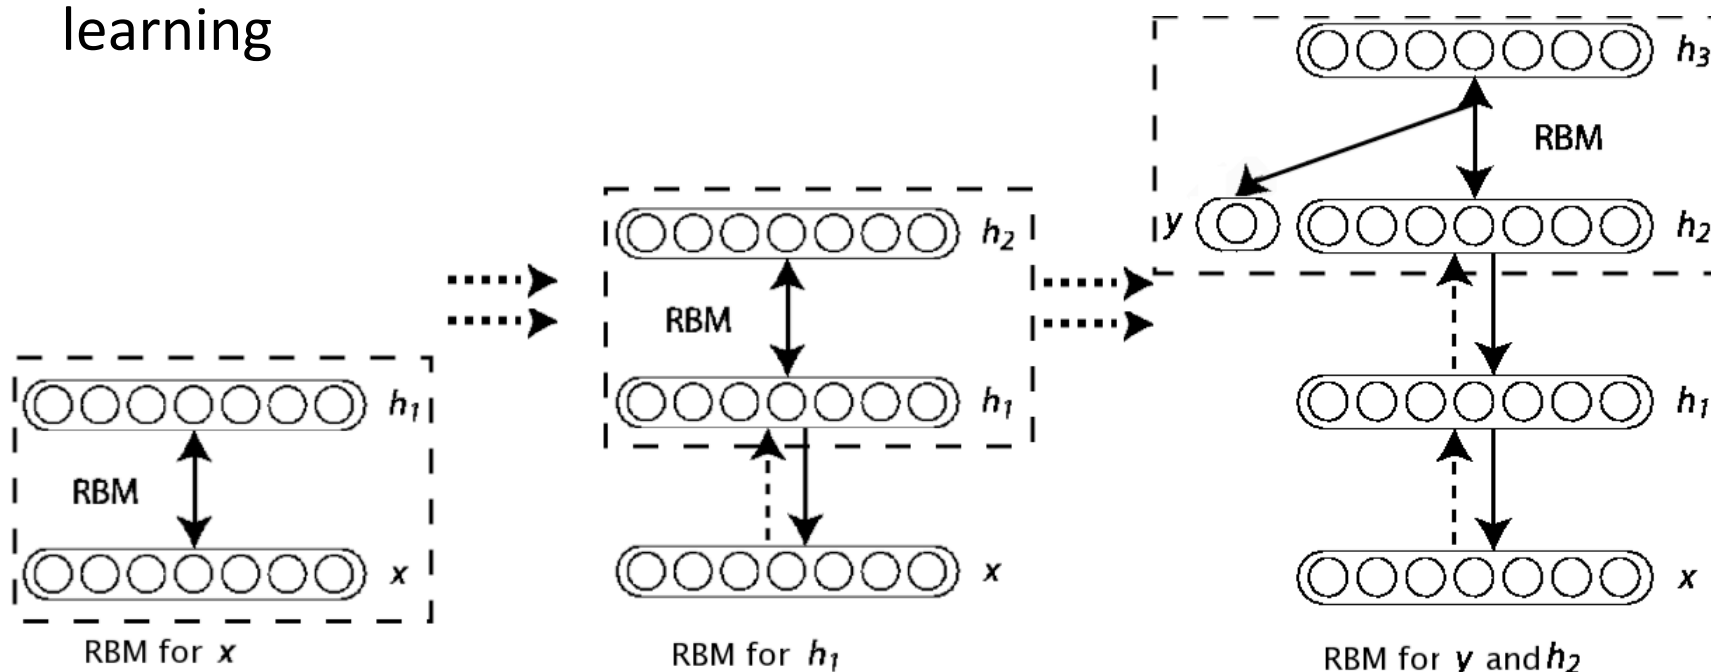 learning
h₁
RBM
x
RBM for x
h₂
RBM
h₁
x
RBM for h₁
h₃
RBM
y
h₂
h₁
x
RBM for y and h₂